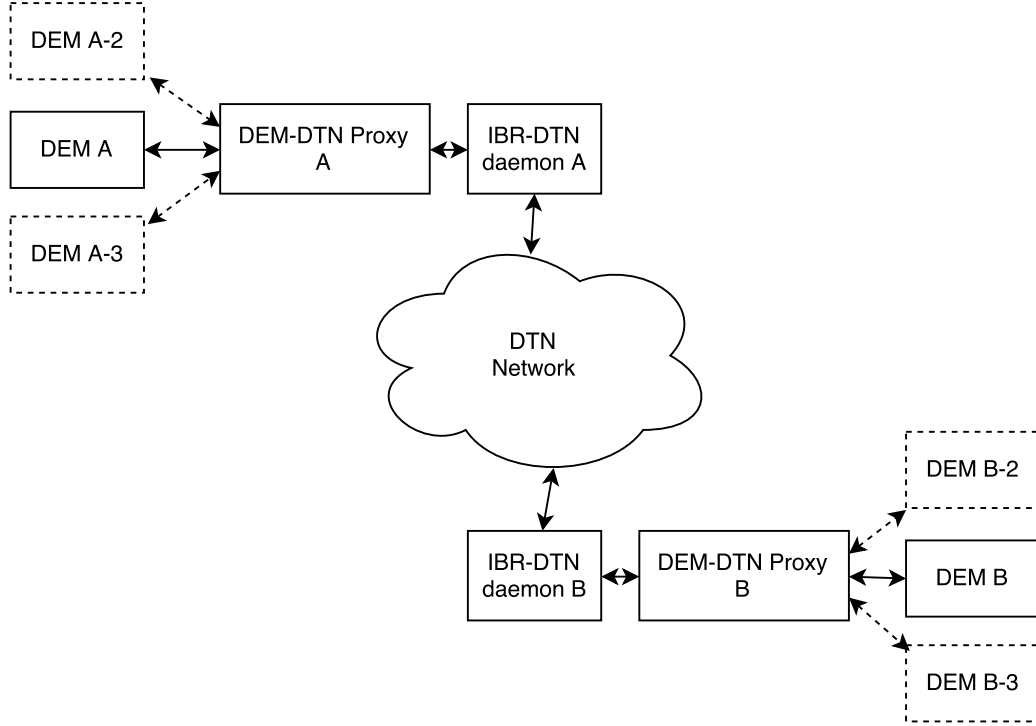 DEM A-2
DEM A
DEM A-3
DEM-DTN Proxy
A
IBR-DTN
daemon A
DTN
Network
IBR-DTN
daemon B
DEM-DTN Proxy
B
DEM B-2
DEM B
DEM B-3